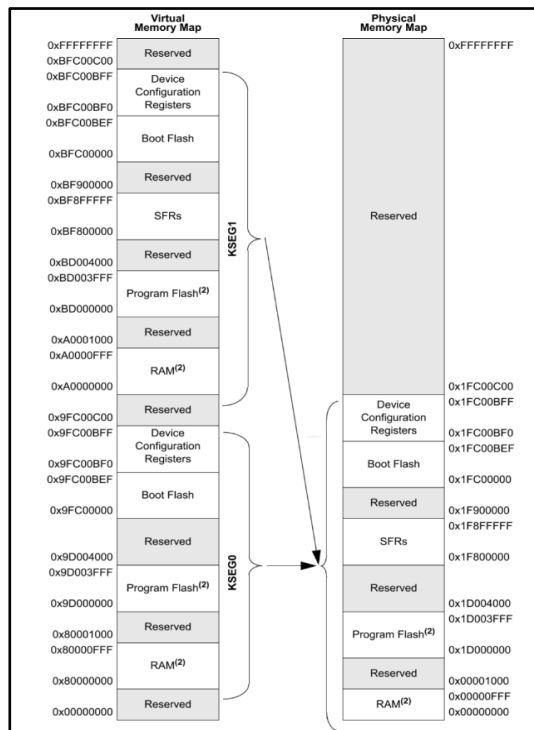 Virtual
Memory Map
0xFFFFFFFF
0xBFC00C00
Reserved
0xBFC00BFF
0xBFC00BF0
Device
Configuration
Registers
0xBFC00BEF
0xBFC00000
Boot Flash
0xBF900000
Reserved
0xBF8FFFFF
0xBF800000
SFRs
0xBD004000
Reserved
0xBD003FFF
0xBD000000
Program Flash(2)
0xA0001000
Reserved
0xA0000FFF
0xA0000000
RAM(2)
0x9FC00C00
Reserved
0x9FC00BFF
0x9FC00BF0
Device
Configuration
Registers
0x9FC00BEF
0x9FC00000
Boot Flash
0x9D004000
Reserved
0x9D003FFF
0x9D000000
Program Flash(2)
0x80001000
Reserved
0x80000FFF
0x80000000
RAM(2)
0x00000000
Reserved
KSEG1
KSEG0
Physical
Memory Map
0xFFFFFFFF
Reserved
0x1FC00C00
0x1FC00BFF
Device
Configuration
Registers
0x1FC00BF0
0x1FC00BEF
Boot Flash
0x1FC00000
Reserved
0x1F900000
0x1F8FFFFF
SFRs
0x1F800000
Reserved
0x1D004000
0x1D003FFF
Program Flash(2)
0x1D000000
Reserved
0x00001000
0x00000FFF
RAM(2)
0x00000000